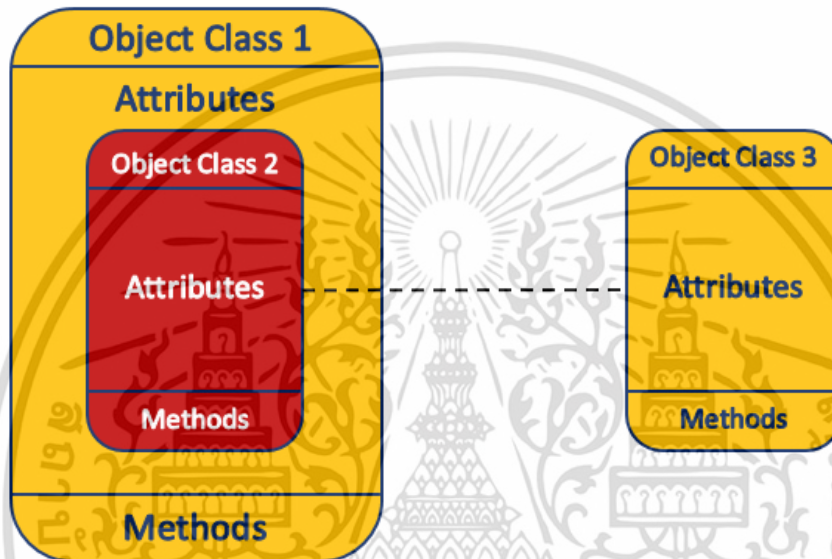 Object Class 1
Attributes
Object Class 2
Attributes
Methods
Methods
Object Class 3
Attributes
Methods